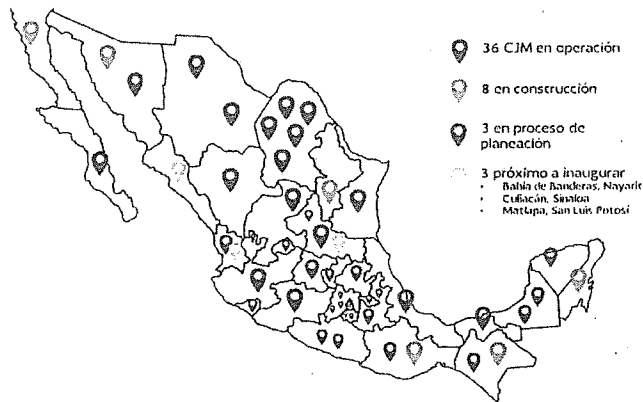 36 CJM en operación
8 en construcción
3 en proceso de
planeación
3 próximo a inaugurar
• Bahía de Banderas, Nayarit
• Culiacán, Sinaloa
• Matlapa, San Luis Potosí